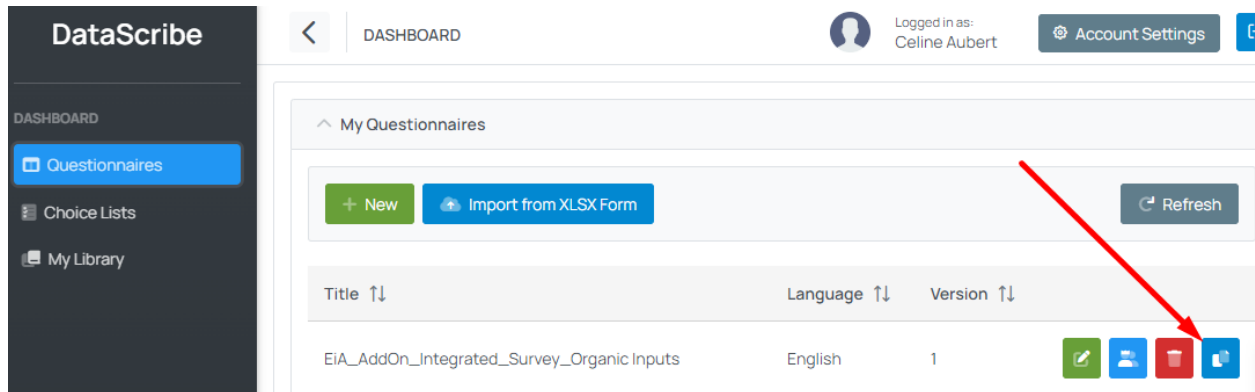 DataScribe
DASHBOARD
Logged in as:
Celine Aubert
Account Settings
DASHBOARD
Questionnaires
Choice Lists
My Library
My Questionnaires
New
Import from XLSX Form
Refresh
Title
Language
Version
EiA_AddOn_Integrated_Survey_Organic Inputs
English
1